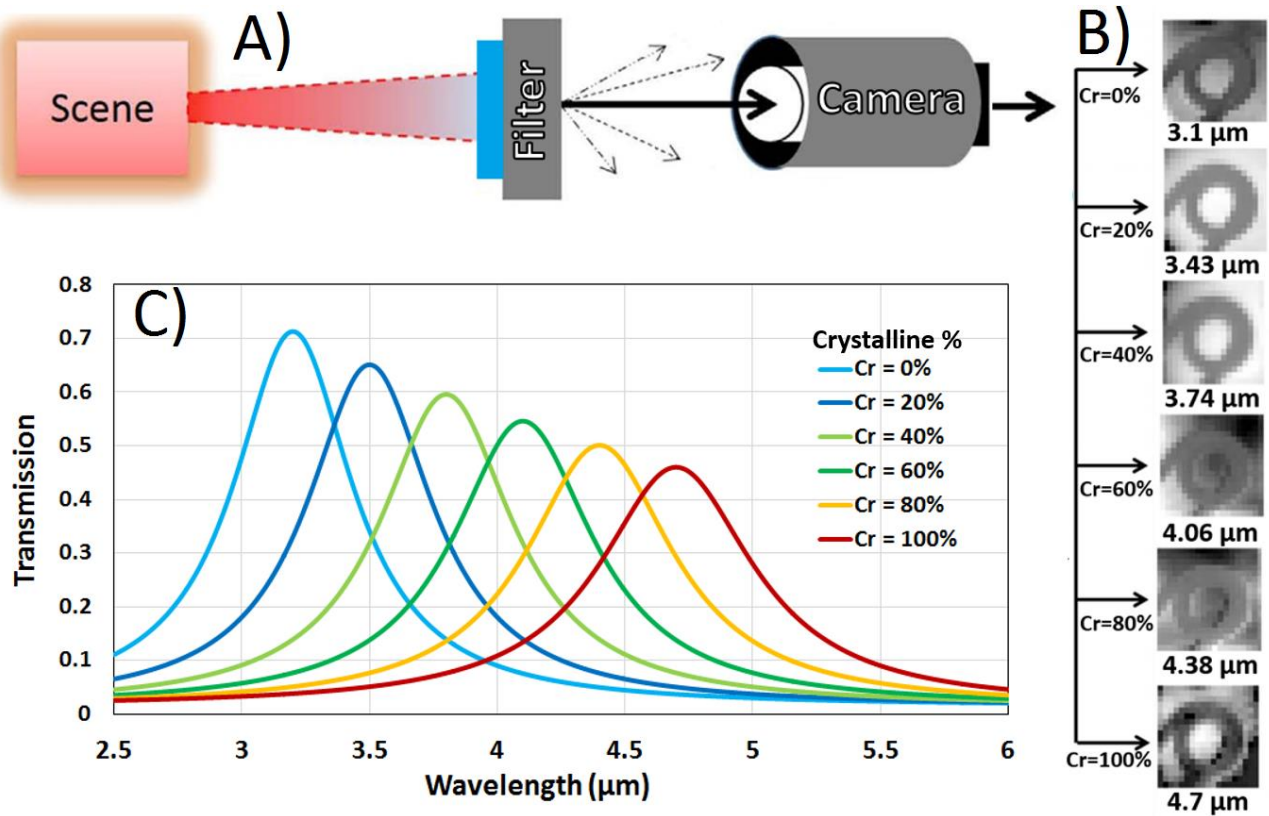 A)
Scene
Filter
Camera
B)
Cr=0%
3.1 µm
Cr=20%
3.43 µm
Cr=40%
3.74 µm
Cr=60%
4.06 µm
Cr=80%
4.38 µm
Cr=100%
4.7 µm
C)
Transmission
0.8
0.7
0.6
0.5
0.4
0.3
0.2
0.1
0
2.5 3 3.5 4 4.5 5 5.5 6
Wavelength (µm)
Crystalline %
Cr = 0%
Cr = 20%
Cr = 40%
Cr = 60%
Cr = 80%
Cr = 100%